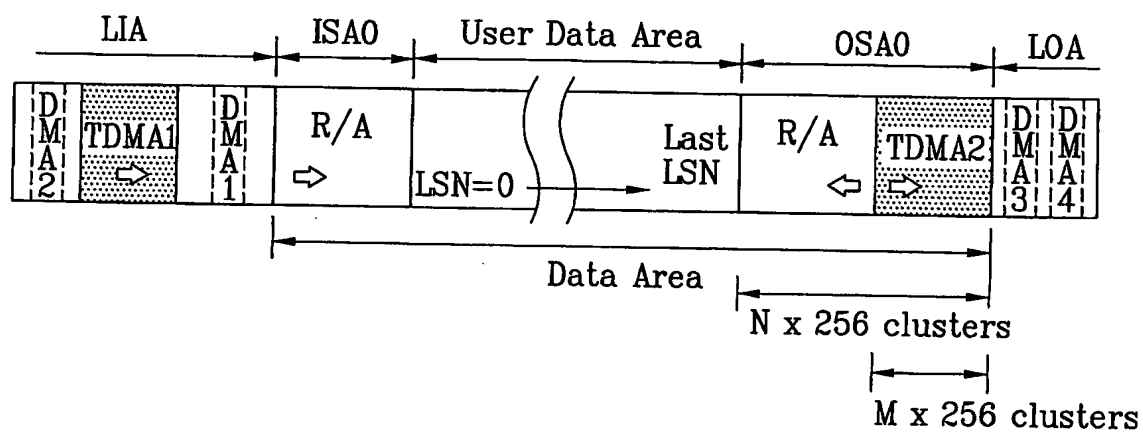 LIA
ISA0
User Data Area
OSA0
LOA
DMA2
TDMA1
DMA1
R/A
LSN=0
Last
LSN
R/A
TDMA2
DMA3
DMA4
Data Area
N x 256 clusters
M x 256 clusters